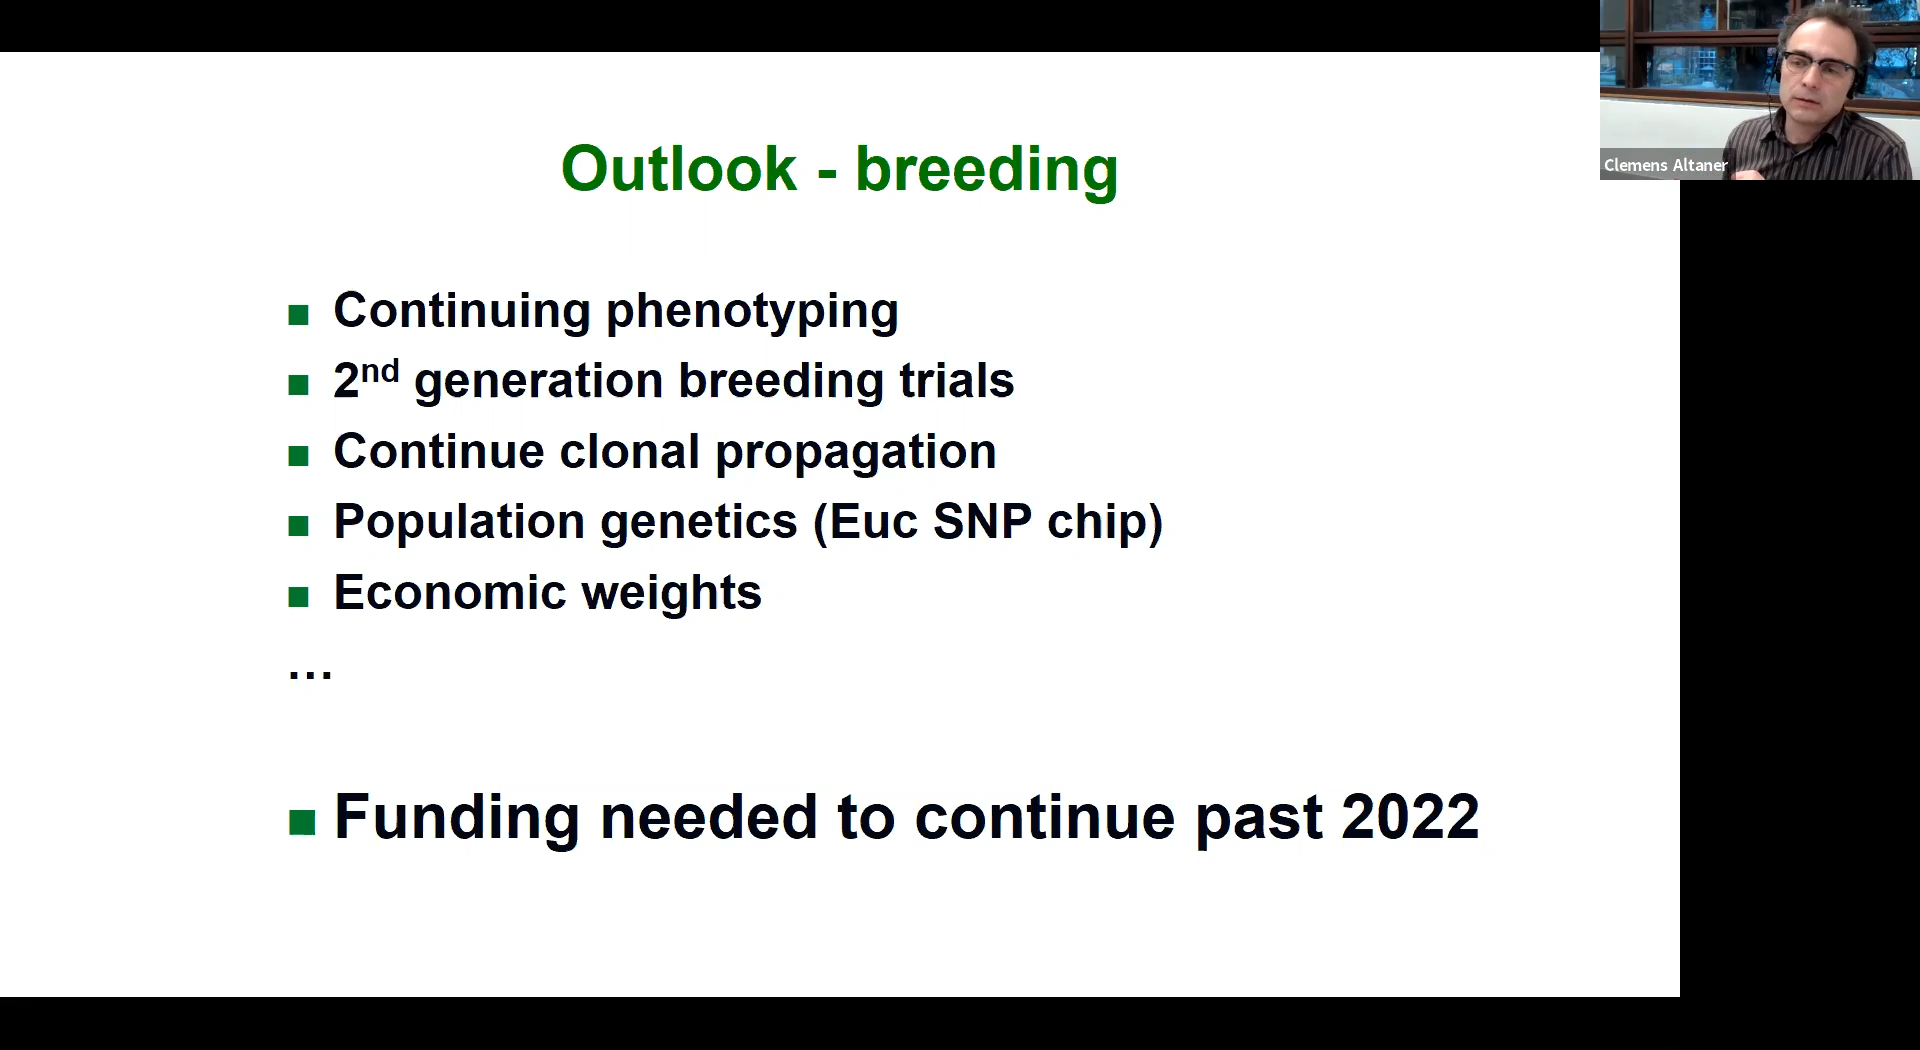 Clemens Altaner
Outlook - breeding
Continuing phenotyping
2nd generation breeding trials
Continue clonal propagation
Population genetics (Euc SNP chip)
Economic weights
...
Funding needed to continue past 2022